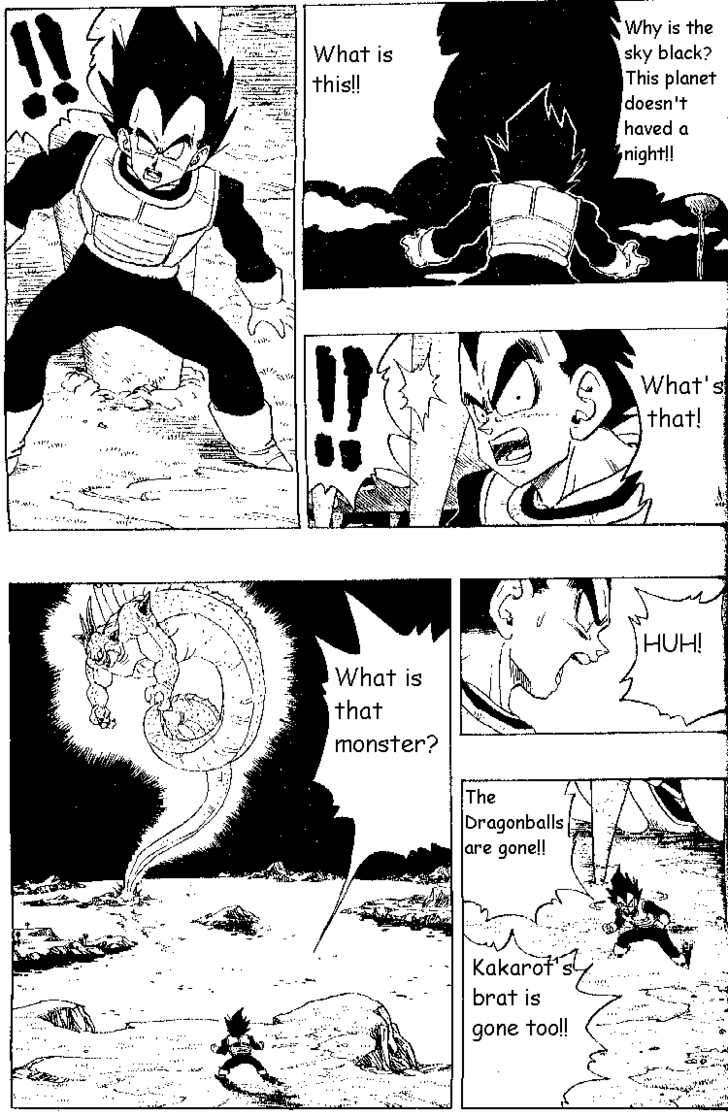 Why is the
sky black?
This planet
doesn't
haved a
night!!
What is
this!!
What's
that!
!!
!!
HUH!
The
Dragonballs
are gone!!
Kakarot's
brat is
gone too!!
What is
that
monster?